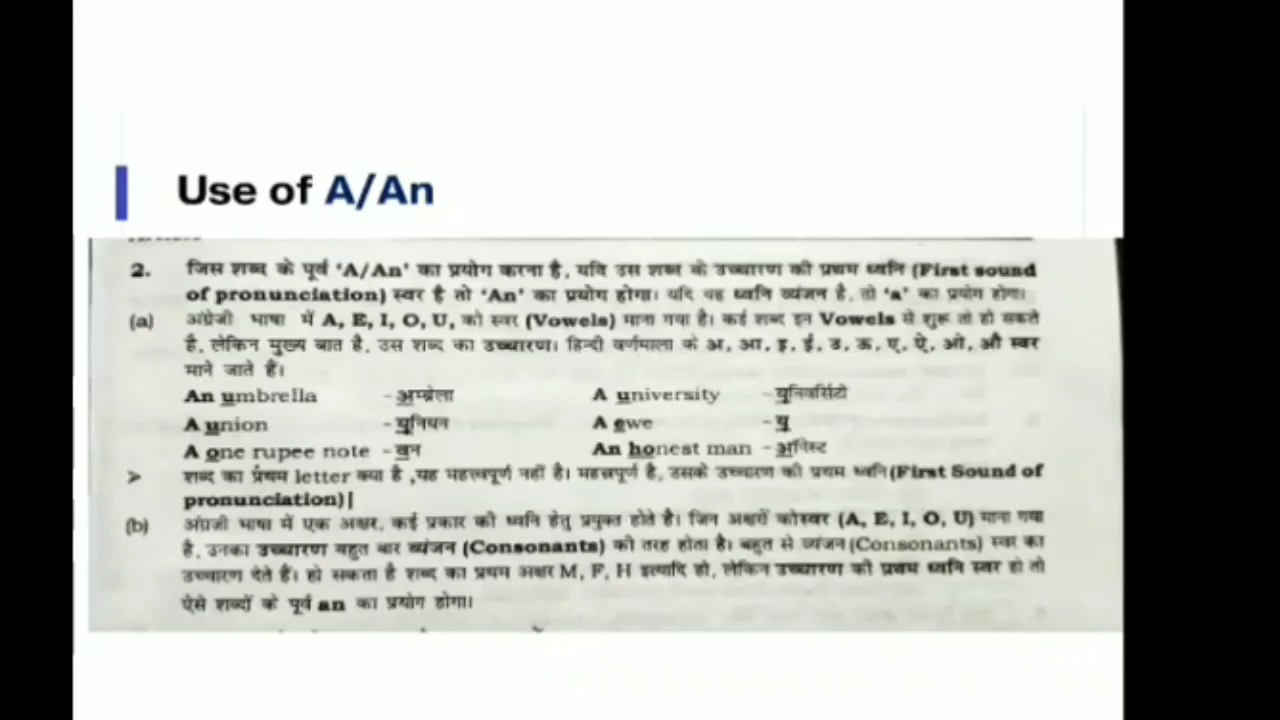 Use of A/An
2. जिस शब्द के पूर्व ‘A/An’ का प्रयोग करना है, यदि उस शब्द के उच्चारण की प्रथम ध्वनि (First sound
of pronunciation) स्वर है तो ‘An’ का प्रयोग होगा। यदि यह ध्वनि व्यंजन है, तो ‘a’ का प्रयोग होगा।
(a) अंग्रेजी भाषा में A, E, I, O, U, को स्वर (Vowels) माना गया है। कई शब्द इन Vowels से शुरू तो हो सकते
है, लेकिन मुख्य बात है, उस शब्द का उच्चारण। हिन्दी वर्णमाला के अ, आ, इ, ई, उ, ऊ, ए, ऐ, ओ, औ स्वर
माने जाते हैं।
An umbrella - अम्ब्रेला A university - यूनिवर्सिटी
A union - यूनियन A ewe - यू
A one rupee note - वन An honest man - ऑनिस्ट
➢ शब्द का प्रथम letter क्या है ,यह महत्त्वपूर्ण नहीं है। महत्त्वपूर्ण है, उसके उच्चारण की प्रथम ध्वनि(First Sound of
pronunciation)|
(b) अंग्रजी भाषा में एक अक्षर, कई प्रकार की ध्वनि हेतु प्रयुक्त होते है। जिन अक्षरों कोस्वर (A, E, I, O, U) माना गया
है, उनका उच्चारण बहुत बार व्यंजन (Consonants) की तरह होता है। बहुत से व्यंजन(Consonants) स्वर का
उच्चारण देते हैं। हो सकता है शब्द का प्रथम अक्षर M, F, H इत्यादि हो, लेकिन उच्चारण की प्रथम ध्वनि स्वर हो तो
ऐसे शब्दों के पूर्व an का प्रयोग होगा।